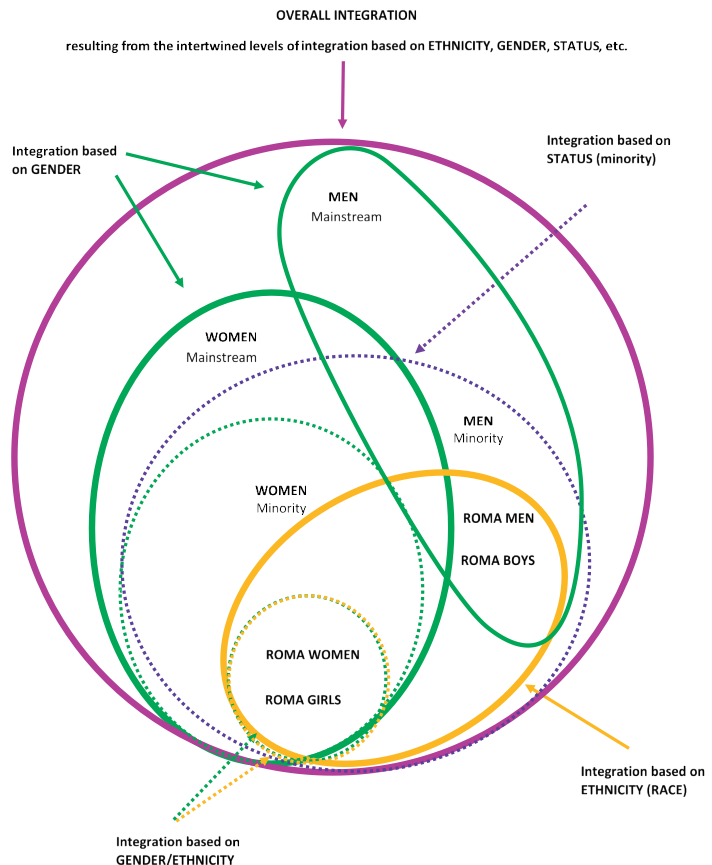 OVERALL INTEGRATION
resulting from the intertwined levels of integration based on ETHNICITY, GENDER, STATUS, etc.
Integration based
on GENDER
Integration based on
STATUS (minority)
MEN
Mainstream
WOMEN
Mainstream
MEN
Minority
WOMEN
Minority
ROMA MEN
ROMA BOYS
ROMA WOMEN
ROMA GIRLS
Integration based on
ETHNICITY (RACE)
Integration based on
GENDER/ETHNICITY